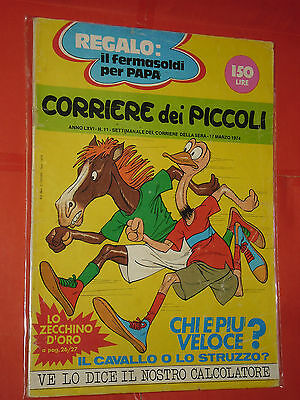 REGALO:
il fermasoldi
per PAPA
150
LIRE
CORRIERE dei PICCOLI
ANNO LXVI - N. 11 - SETTIMANALE DEL CORRIERE DELLA SERA - 17 MARZO 1974
LO
ZECCHINO
D'ORO
a pag. 26/27
CHI E PIU
VELOCE?
IL CAVALLO O LO STRUZZO?
VE LO DICE IL NOSTRO CALCOLATORE